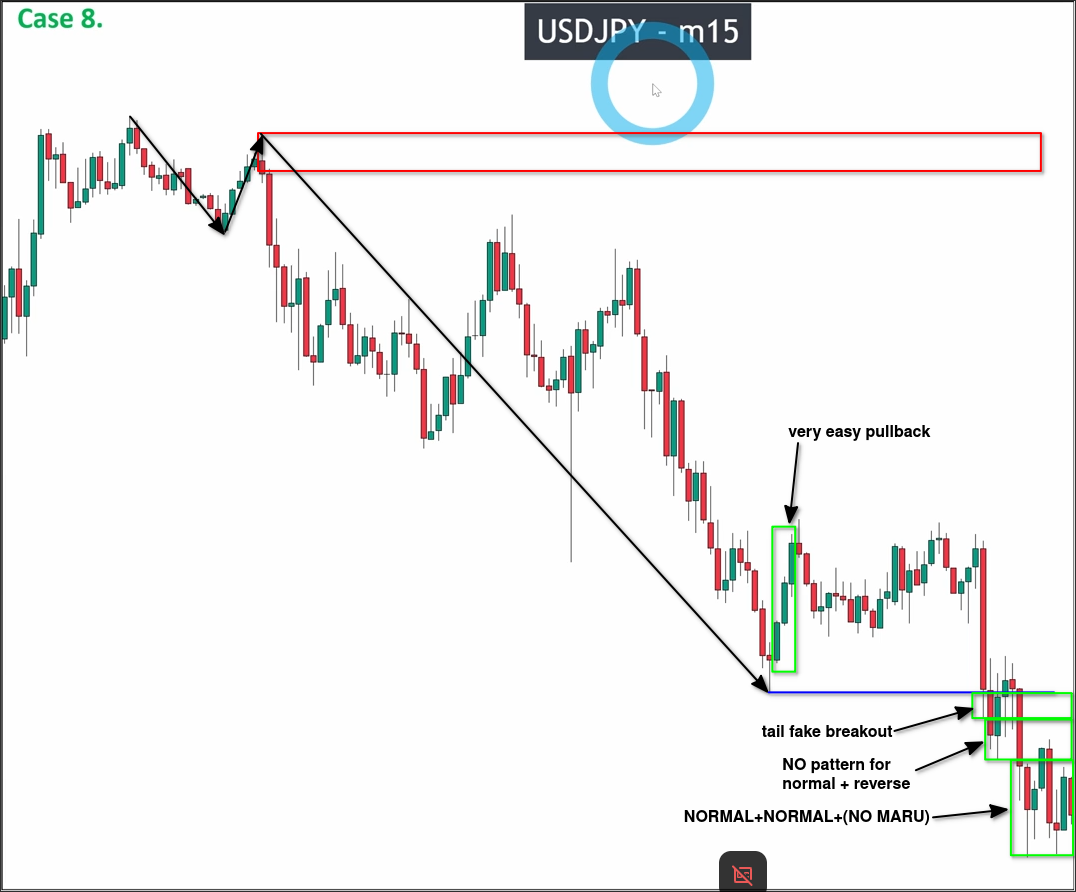 Case 8.
USDJPY - m15
very easy pullback
tail fake breakout
NO pattern for
normal + reverse
NORMAL+NORMAL+(NO MARU)